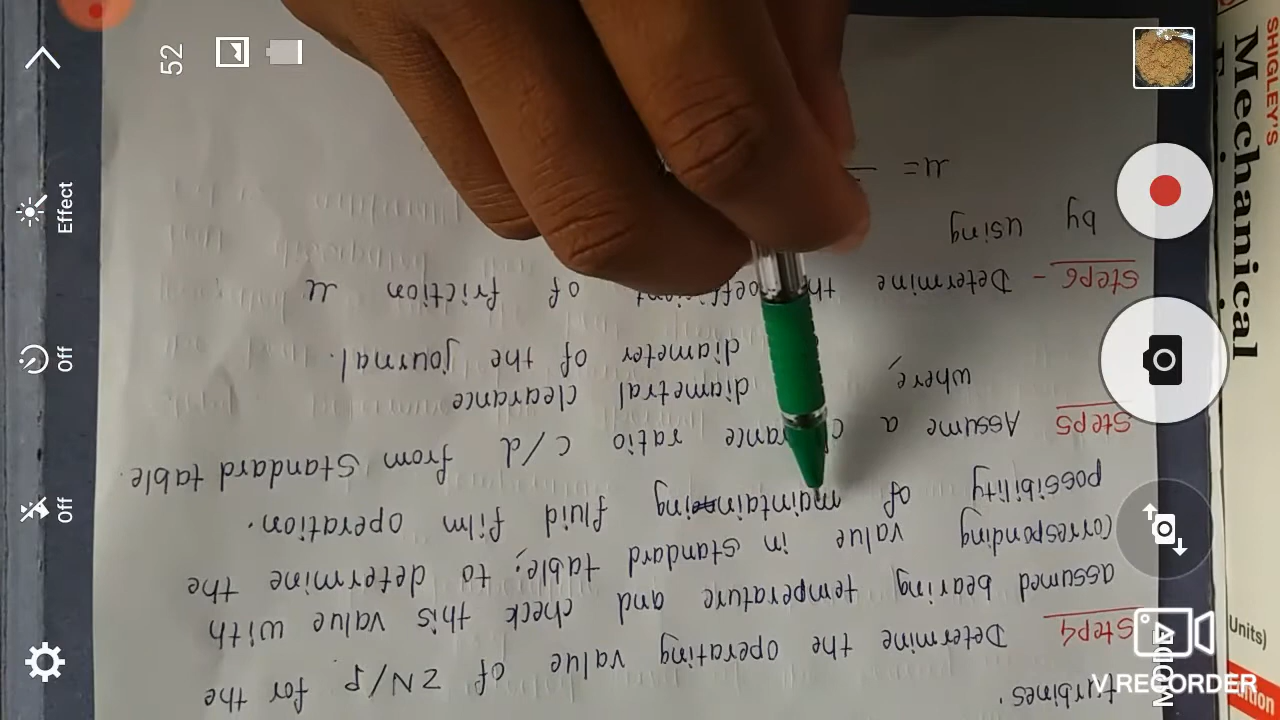 turbines.
Step4 Determine the operating value of ZN/P. for the
assumed bearing temperature and check this value with
corresponding value in standard table; to determine the
possibility of maintaining fluid film operation.
Step5 Assume a ratio c/d from Standard table.
where, diametral clearance
diameter of the journal.
Step6 - Determine of friction μ
by using
μ =
SHIGLEY'S
Mechanical
Units)
52
Effect
Off
Off
MODE
V.RECORDER